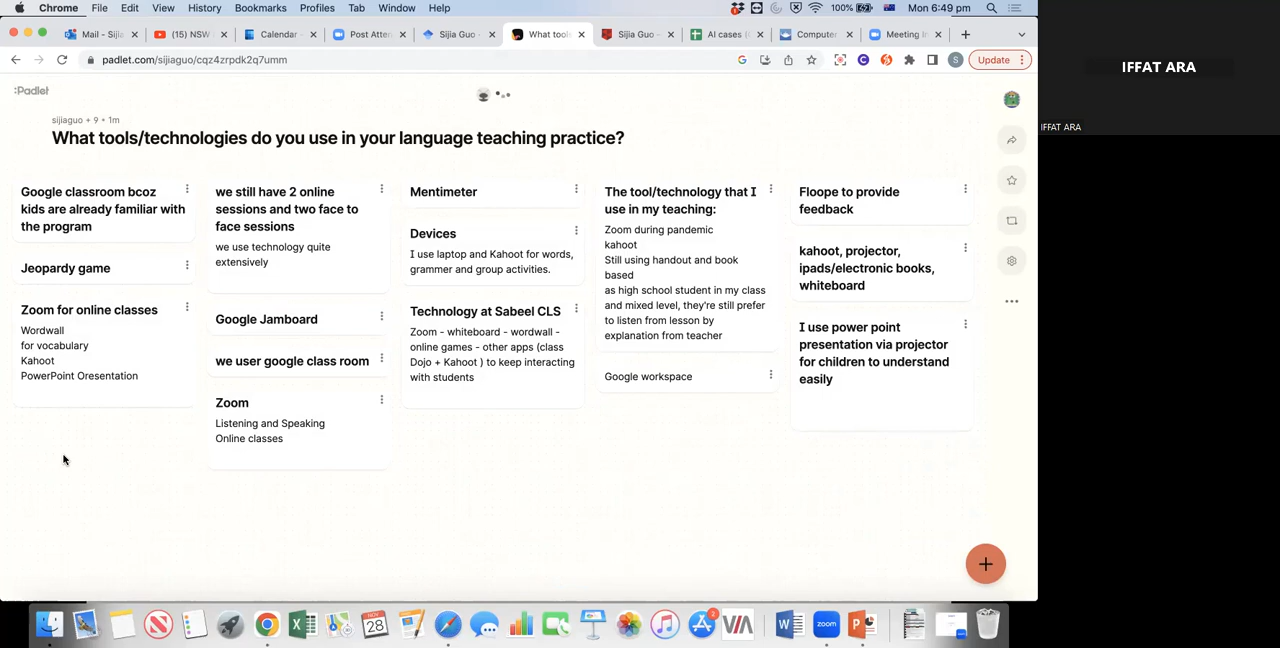 Chrome File Edit View History Bookmarks Profiles Tab Window Help
100% Mon 6:49 pm
Mail - Sijia
(15) NSW
Calendar
Post Atten
Sijia Guo -
What tools
Sijia Guo -
AI cases (
Computer
Meeting I
padlet.com/sijiaguo/cqz4zrpdk2q7umm
S
Update
:Padlet
sijiaguo + 9 • 1m
What tools/technologies do you use in your language teaching practice?
Google classroom bcoz
kids are already familiar with
the program
Jeopardy game
Zoom for online classes
Wordwall
for vocabulary
Kahoot
PowerPoint Oresentation
we still have 2 online
sessions and two face to
face sessions
we use technology quite
extensively
Google Jamboard
we user google class room
Zoom
Listening and Speaking
Online classes
Mentimeter
Devices
I use laptop and Kahoot for words,
grammer and group activities.
Technology at Sabeel CLS
Zoom - whiteboard - wordwall -
online games - other apps (class
Dojo + Kahoot ) to keep interacting
with students
The tool/technology that I
use in my teaching:
Zoom during pandemic
kahoot
Still using handout and book
based
as high school student in my class
and mixed level, they're still prefer
to listen from lesson by
explanation from teacher
Google workspace
Floope to provide
feedback
kahoot, projector,
ipads/electronic books,
whiteboard
I use power point
presentation via projector
for children to understand
easily
IFFAT ARA
IFFAT ARA
NOV
28
2
VIA
zoom